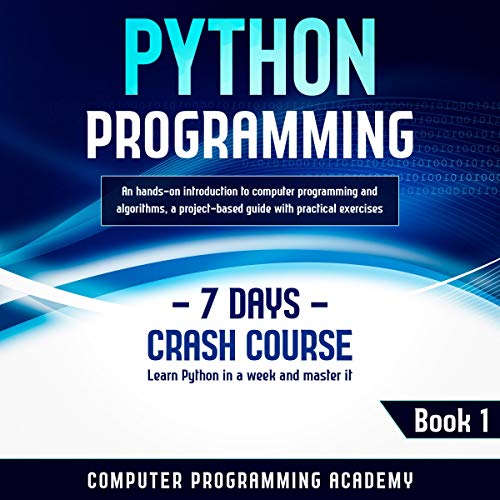 PYTHON
PROGRAMMING
An hands-on introduction to computer programming and
algorithms, a project-based guide with practical exercises
– 7 DAYS –
CRASH COURSE
Learn Python in a week and master it
Book 1
COMPUTER PROGRAMMING ACADEMY